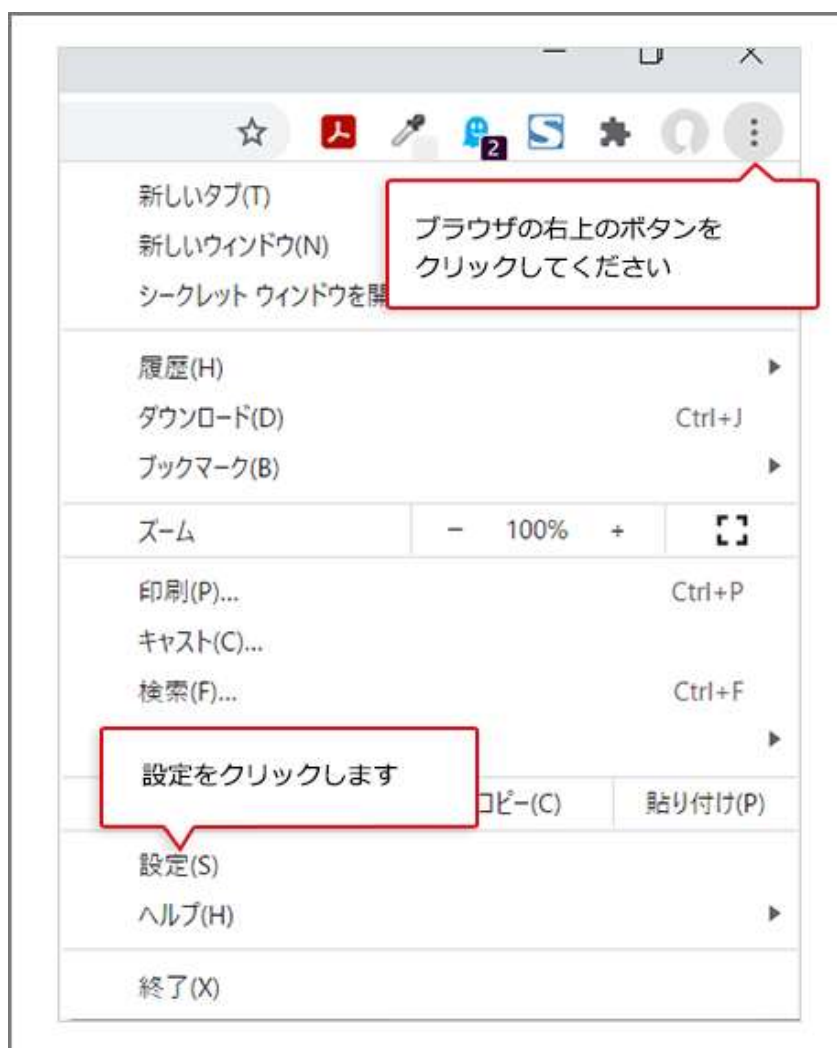 2
新しいタブ(T)
新しいウィンドウ(N)
シークレット ウィンドウを開
ブラウザの右上のボタンを
クリックしてください
履歴(H)
ダウンロード(D) Ctrl+J
ブックマーク(B)
ズーム - 100% +
印刷(P)... Ctrl+P
キャスト(C)...
検索(F)... Ctrl+F
設定をクリックします
コピー(C) 貼り付け(P)
設定(S)
ヘルプ(H)
終了(X)